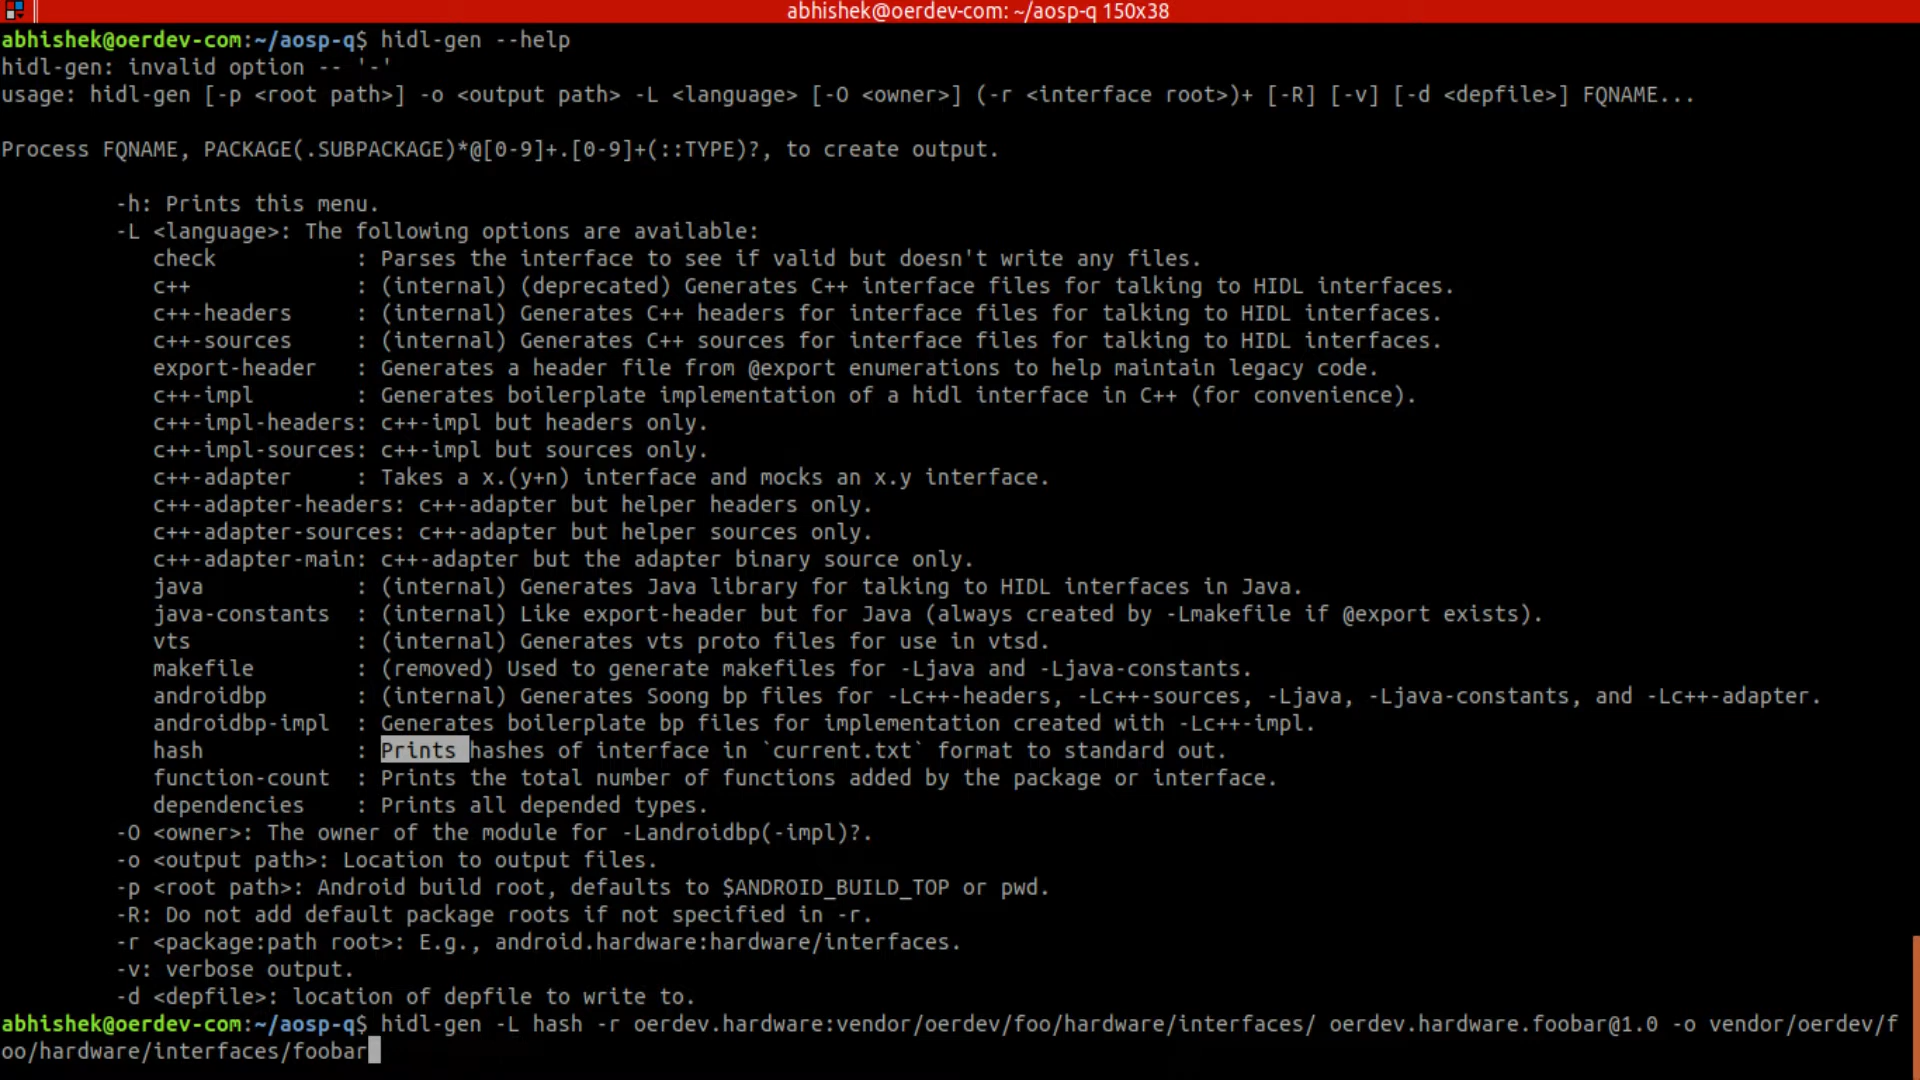 abhishek@oerdev-com: ~/aosp-q 150x38
abhishek@oerdev-com:~/aosp-q$ hidl-gen --help
hidl-gen: invalid option -- '-'
usage: hidl-gen [-p <root path>] -o <output path> -L <language> [-O <owner>] (-r <interface root>)+ [-R] [-v] [-d <depfile>] FQNAME...
Process FQNAME, PACKAGE(.SUBPACKAGE)*@[0-9]+.[0-9]+(::TYPE)?, to create output.
-h: Prints this menu.
-L <language>: The following options are available:
check : Parses the interface to see if valid but doesn't write any files.
c++ : (internal) (deprecated) Generates C++ interface files for talking to HIDL interfaces.
c++-headers : (internal) Generates C++ headers for interface files for talking to HIDL interfaces.
c++-sources : (internal) Generates C++ sources for interface files for talking to HIDL interfaces.
export-header : Generates a header file from @export enumerations to help maintain legacy code.
c++-impl : Generates boilerplate implementation of a hidl interface in C++ (for convenience).
c++-impl-headers: c++-impl but headers only.
c++-impl-sources: c++-impl but sources only.
c++-adapter : Takes a x.(y+n) interface and mocks an x.y interface.
c++-adapter-headers: c++-adapter but helper headers only.
c++-adapter-sources: c++-adapter but helper sources only.
c++-adapter-main: c++-adapter but the adapter binary source only.
java : (internal) Generates Java library for talking to HIDL interfaces in Java.
java-constants : (internal) Like export-header but for Java (always created by -Lmakefile if @export exists).
vts : (internal) Generates vts proto files for use in vtsd.
makefile : (removed) Used to generate makefiles for -Ljava and -Ljava-constants.
androidbp : (internal) Generates Soong bp files for -Lc++-headers, -Lc++-sources, -Ljava, -Ljava-constants, and -Lc++-adapter.
androidbp-impl : Generates boilerplate bp files for implementation created with -Lc++-impl.
hash : Prints hashes of interface in `current.txt` format to standard out.
function-count : Prints the total number of functions added by the package or interface.
dependencies : Prints all depended types.
-O <owner>: The owner of the module for -Landroidbp(-impl)?.
-o <output path>: Location to output files.
-p <root path>: Android build root, defaults to $ANDROID_BUILD_TOP or pwd.
-R: Do not add default package roots if not specified in -r.
-r <package:path root>: E.g., android.hardware:hardware/interfaces.
-v: verbose output.
-d <depfile>: location of depfile to write to.
abhishek@oerdev-com:~/aosp-q$ hidl-gen -L hash -r oerdev.hardware:vendor/oerdev/foo/hardware/interfaces/ oerdev.hardware.foobar@1.0 -o vendor/oerdev/f
oo/hardware/interfaces/foobar